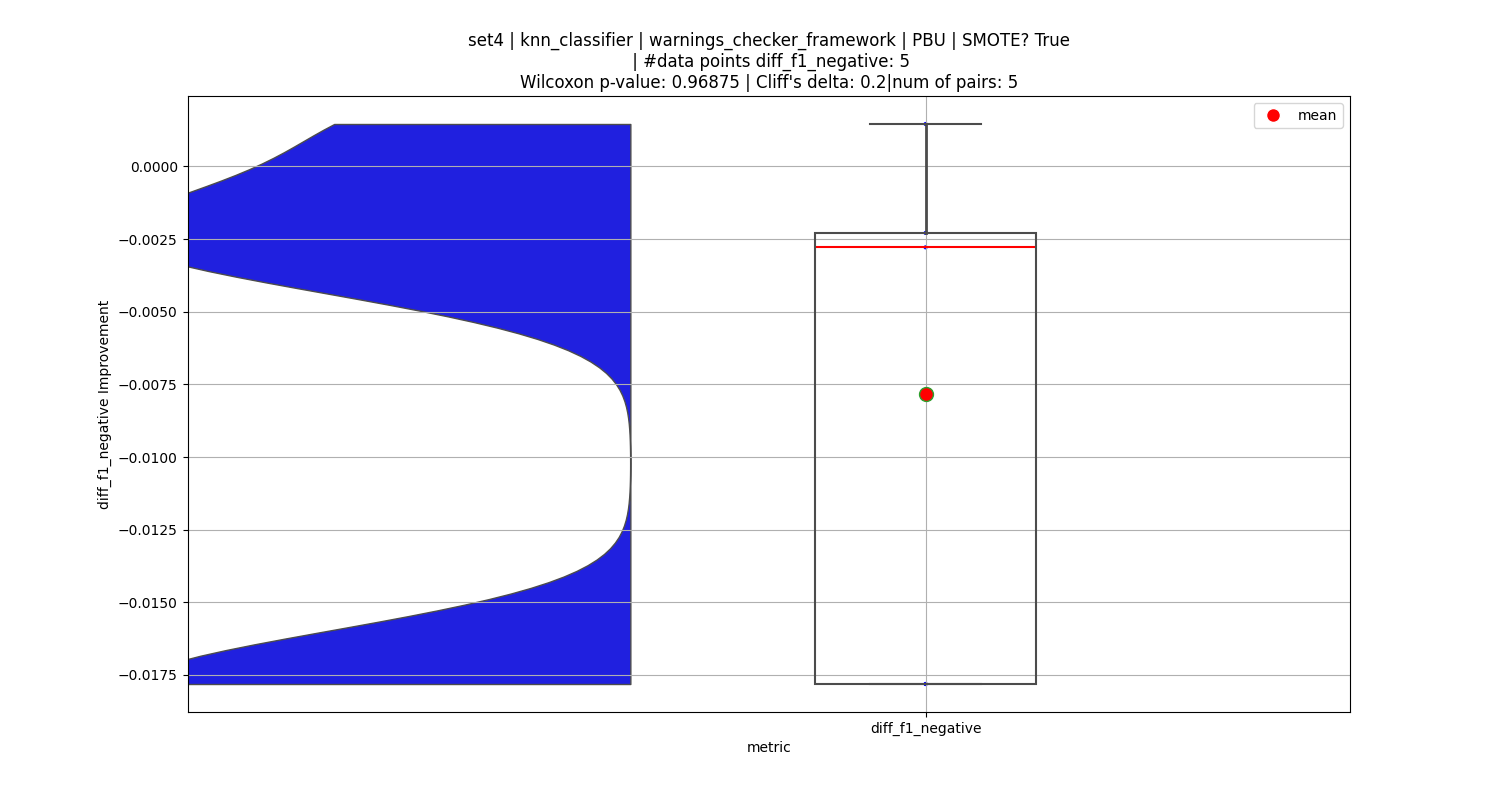 set4 | knn_classifier | warnings_checker_framework | PBU | SMOTE? True
| #data points diff_f1_negative: 5
Wilcoxon p-value: 0.96875 | Cliff's delta: 0.2|num of pairs: 5
mean
0.0000
−0.0025
−0.0050
−0.0075
−0.0100
−0.0125
−0.0150
−0.0175
diff_f1_negative Improvement
diff_f1_negative
metric